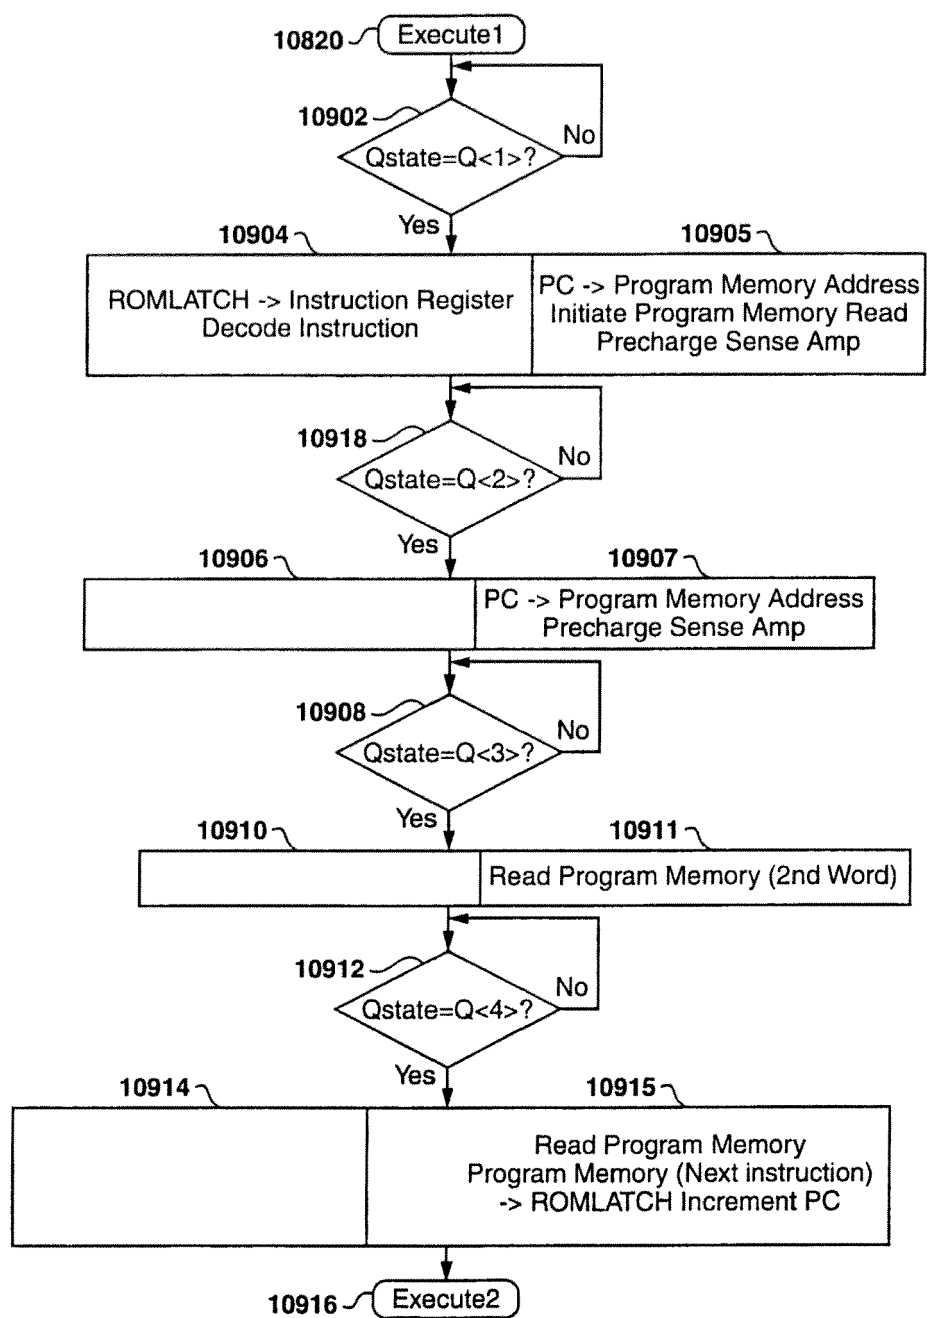 10820
Execute1
10902
Qstate=Q<1>?
No
Yes
10904
10905
ROMLATCH -> Instruction Register
Decode Instruction
PC -> Program Memory Address
Initiate Program Memory Read
Precharge Sense Amp
10918
Qstate=Q<2>?
No
Yes
10906
10907
PC -> Program Memory Address
Precharge Sense Amp
10908
Qstate=Q<3>?
No
Yes
10910
10911
Read Program Memory (2nd Word)
10912
Qstate=Q<4>?
No
Yes
10914
10915
Read Program Memory
Program Memory (Next instruction)
-> ROMLATCH Increment PC
10916
Execute2